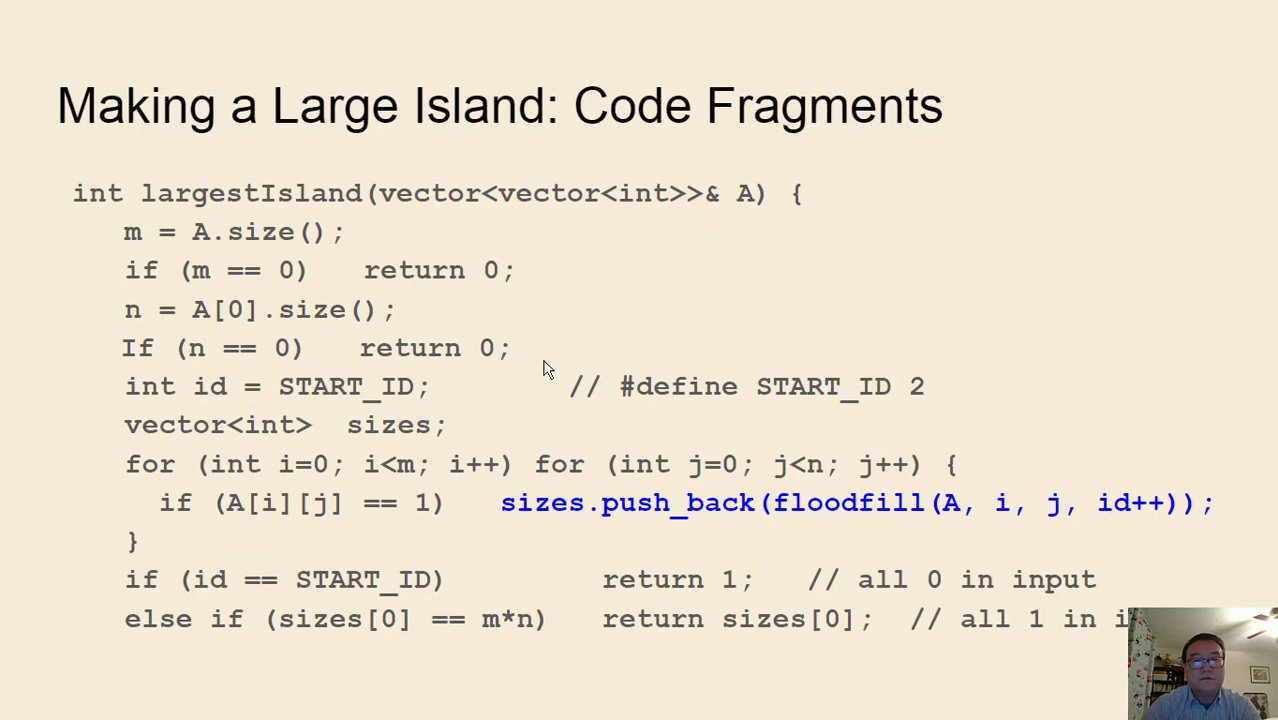 Making a Large Island: Code Fragments
int largestIsland(vector<vector<int>>& A) {
m = A.size();
if (m == 0) return 0;
n = A[0].size();
If (n == 0) return 0;
int id = START_ID; // #define START_ID 2
vector<int> sizes;
for (int i=0; i<m; i++) for (int j=0; j<n; j++) {
if (A[i][j] == 1) sizes.push_back(floodfill(A, i, j, id++));
}
if (id == START_ID) return 1; // all 0 in input
else if (sizes[0] == m*n) return sizes[0]; // all 1 in